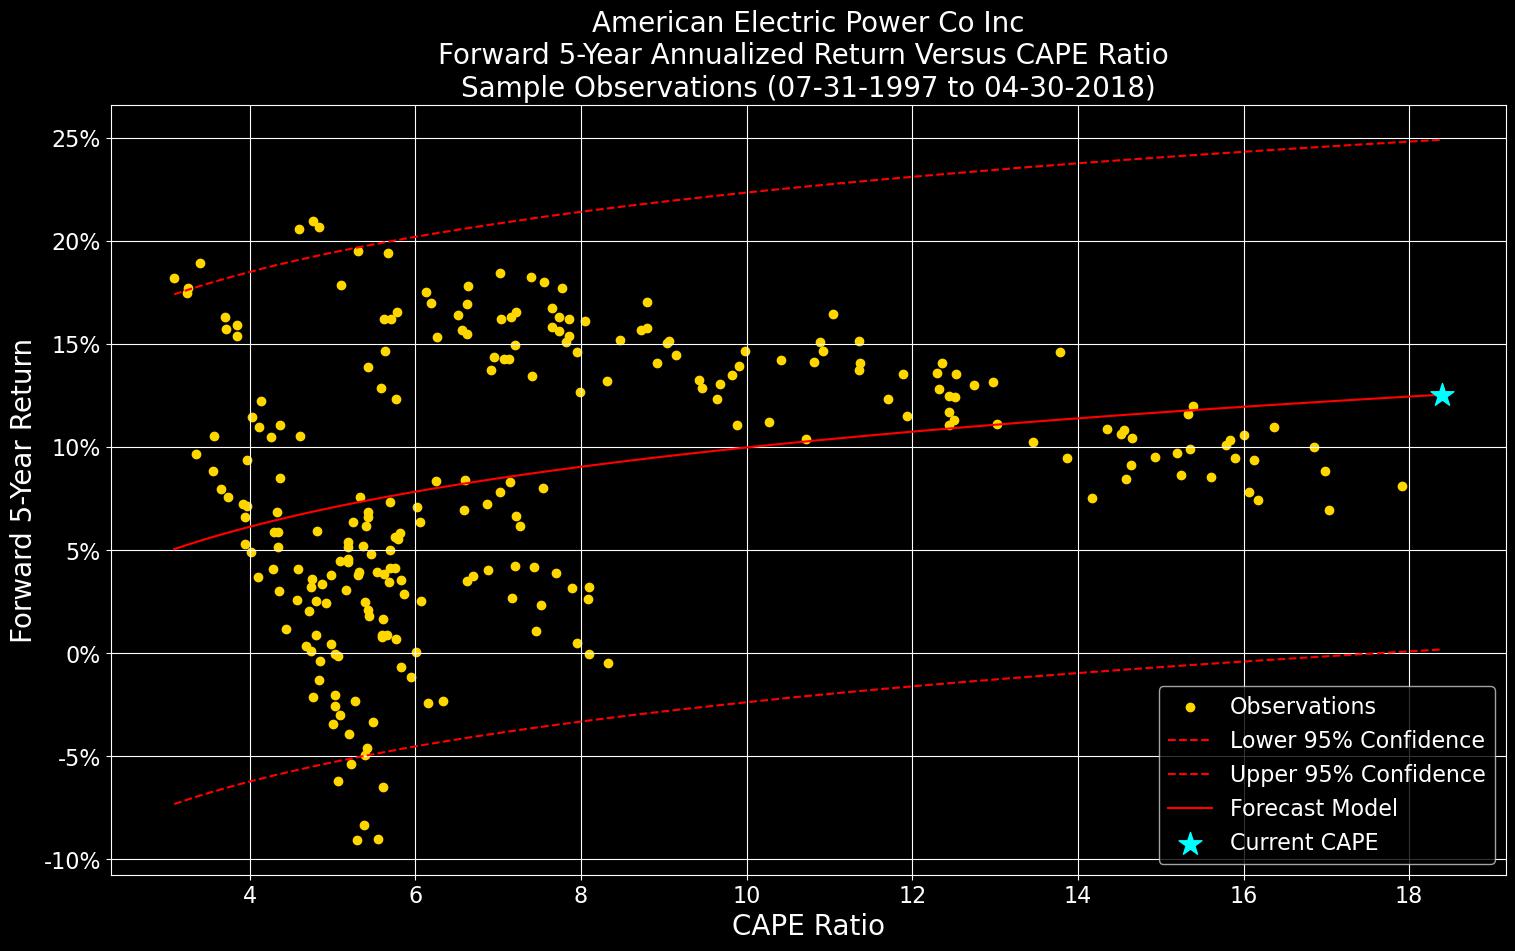 American Electric Power Co Inc
Forward 5-Year Annualized Return Versus CAPE Ratio
Sample Observations (07-31-1997 to 04-30-2018)
Forward 5-Year Return
25%
20%
15%
10%
5%
0%
-5%
-10%
Observations
Lower 95% Confidence
Upper 95% Confidence
Forecast Model
Current CAPE
4 6 8 10 12 14 16 18
CAPE Ratio